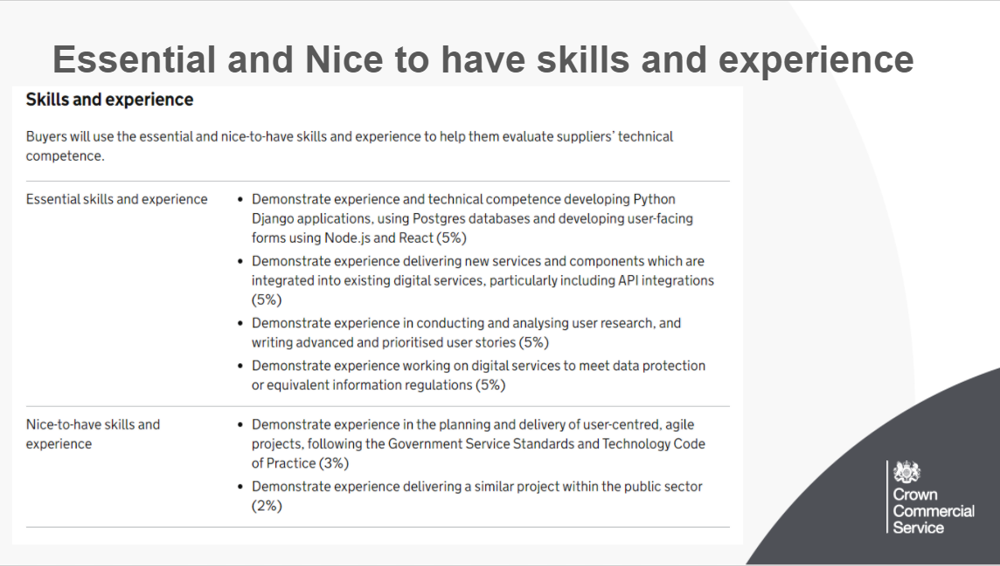 Essential and Nice to have skills and experience
Skills and experience
Buyers will use the essential and nice-to-have skills and experience to help them evaluate suppliers’ technical
competence.
Essential skills and experience
• Demonstrate experience and technical competence developing Python
Django applications, using Postgres databases and developing user-facing
forms using Node.js and React (5%)
• Demonstrate experience delivering new services and components which are
integrated into existing digital services, particularly including API integrations
(5%)
• Demonstrate experience in conducting and analysing user research, and
writing advanced and prioritised user stories (5%)
• Demonstrate experience working on digital services to meet data protection
or equivalent information regulations (5%)
Nice-to-have skills and
experience
• Demonstrate experience in the planning and delivery of user-centred, agile
projects, following the Government Service Standards and Technology Code
of Practice (3%)
• Demonstrate experience delivering a similar project within the public sector
(2%)
Crown
Commercial
Service